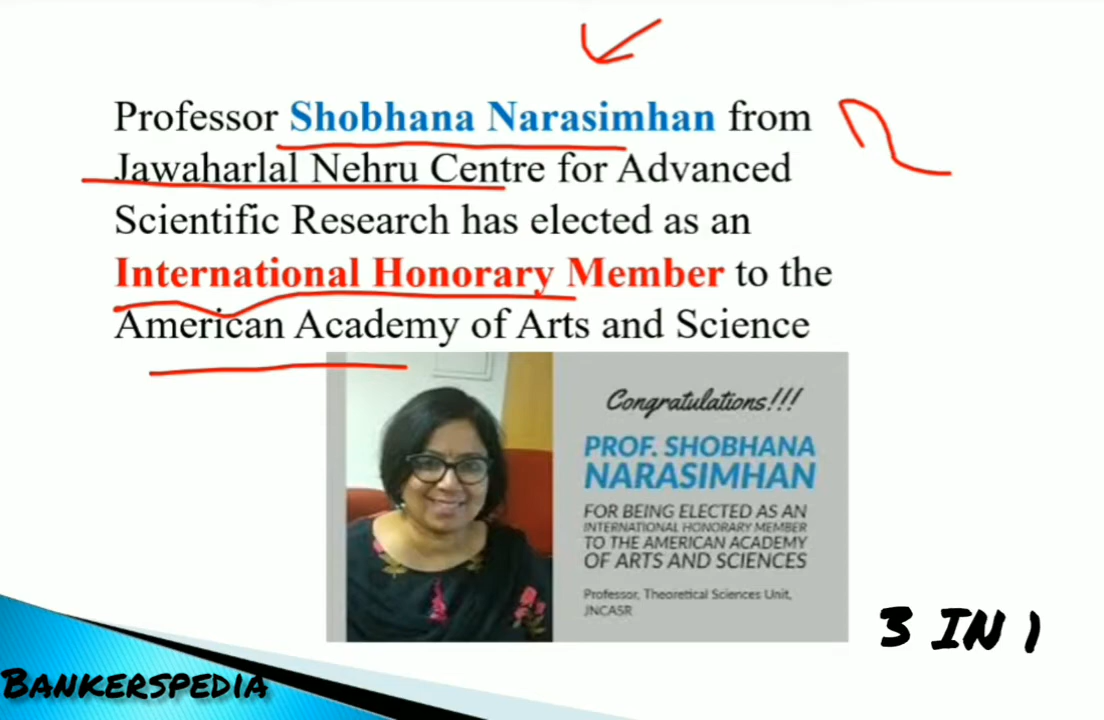 Professor Shobhana Narasimhan from
Jawaharlal Nehru Centre for Advanced
Scientific Research has elected as an
International Honorary Member to the
American Academy of Arts and Science
Congratulations!!!
PROF. SHOBHANA
NARASIMHAN
FOR BEING ELECTED AS AN
INTERNATIONAL HONORARY MEMBER
TO THE AMERICAN ACADEMY
OF ARTS AND SCIENCES
Professor, Theoretical Sciences Unit,
JNCASR
3 IN 1
BANKERSPEDIA